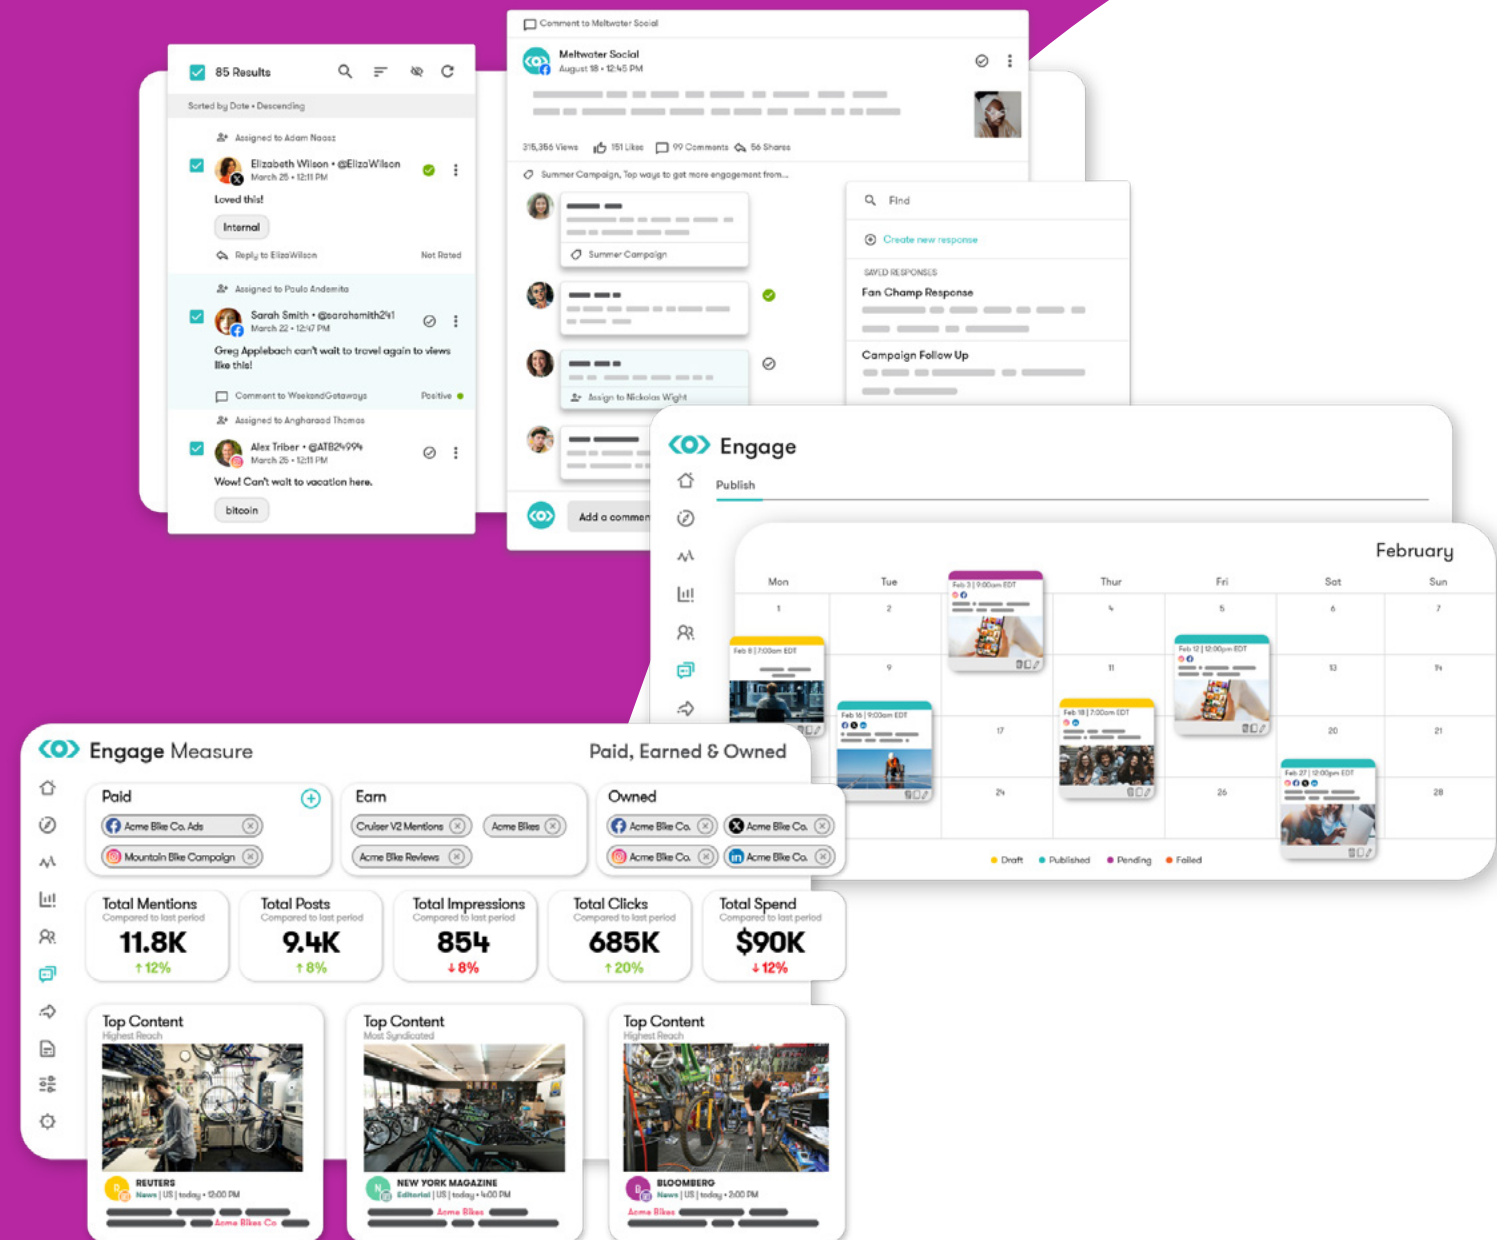 85 Results
Sorted by Date • Descending
Assigned to Adam Naosz
Elizabeth Wilson • @ElizaWilson
March 25 • 12:11 PM
Loved this!
Internal
Reply to ElizaWilson Not Rated
Assigned to Paulo Andemita
Sarah Smith • @sarahsmith241
March 22 • 12:47 PM
Greg Applebach can't wait to travel again to views
like this!
Comment to WeekendGetaways Positive
Assigned to Angharaad Thomas
Alex Triber • @ATB24994
March 25 • 12:11 PM
Wow! Can't wait to vacation here.
bitcoin
Comment to Meltwater Social
Meltwater Social
August 18 • 12:45 PM
315,356 Views 151 Likes 99 Comments 56 Shares
Summer Campaign, Top ways to get more engagement from...
Summer Campaign
Assign to Nickolas Wight
Add a commen
Find
Create new response
SAVED RESPONSES
Fan Champ Response
Campaign Follow Up
Engage
Publish
February
Mon Tue Thur Fri Sat Sun
1 2 4 5 6 7
Feb 3 | 9:00am EDT
Feb 8 | 7:00am EDT
9 11 13 14
Feb 12 | 12:00pm EDT
Feb 16 | 9:00am EDT
17 20 21
Feb 18 | 7:00am EDT
24 26 28
Feb 27 | 12:00pm EDT
Draft Published Pending Failed
Engage Measure Paid, Earned & Owned
Paid
Acme Bike Co. Ads
Mountain Bike Campaign
Earn
Cruiser V2 Mentions Acme Bikes
Acme Bike Reviews
Owned
Acme Bike Co. Acme Bike Co.
Acme Bike Co. Acme Bike Co.
Total Mentions
Compared to last period
11.8K
↑12%
Total Posts
Compared to last period
9.4K
↑8%
Total Impressions
Compared to last period
854
↓8%
Total Clicks
Compared to last period
685K
↑20%
Total Spend
Compared to last period
$90K
↓12%
Top Content
Highest Reach
R
REUTERS
News | US | today • 12:00 PM
Acme Bikes Co
Top Content
Most Syndicated
N
NEW YORK MAGAZINE
Editorial | US | today • 4:00 PM
Acme Bikes
Top Content
Highest Reach
B
BLOOMBERG
News | US | today • 2:00 PM
Acme Bikes